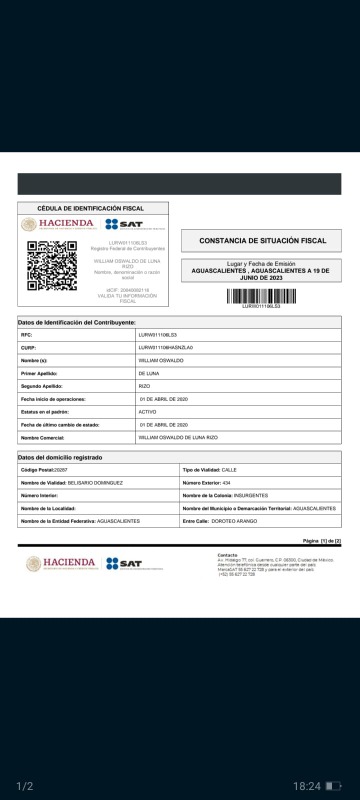 CÉDULA DE IDENTIFICACIÓN FISCAL
HACIENDA
SAT
LURW011106LS3
Registro Federal de Contribuyentes
WILLIAM OSWALDO DE LUNA
RIZO
Nombre, denominación o razón
social
VALIDA TU INFORMACIÓN
FISCAL
CONSTANCIA DE SITUACIÓN FISCAL
Lugar y Fecha de Emisión
AGUASCALIENTES , AGUASCALIENTES A 19 DE
JUNIO DE 2023
LURW011106LS3
Datos de Identificación del Contribuyente:
RFC: LURW011106LS3
CURP: LURW011106HASNZLA0
Nombre (s): WILLIAM OSWALDO
Primer Apellido: DE LUNA
Segundo Apellido: RIZO
Fecha inicio de operaciones: 01 DE ABRIL DE 2020
Estatus en el padrón: ACTIVO
Fecha de último cambio de estado: 01 DE ABRIL DE 2020
Nombre Comercial: WILLIAM OSWALDO DE LUNA RIZO
Datos del domicilio registrado
Código Postal:20287 Tipo de Vialidad: CALLE
Nombre de Vialidad: BELISARIO DOMINGUEZ Número Exterior: 434
Número Interior: Nombre de la Colonia: INSURGENTES
Nombre de la Localidad: Nombre del Municipio o Demarcación Territorial: AGUASCALIENTES
Nombre de la Entidad Federativa: AGUASCALIENTES Entre Calle: DOROTEO ARANGO
Página [1] de [2]
HACIENDA
SAT
Contacto
Av. Hidalgo 77, col. Guerrero, C.P. 06300, Ciudad de México.
Atención telefónica desde cualquier parte del país:
MarcaSAT 55 627 22 728 y para el exterior del país
(+52) 55 627 22 728
1/2
18:24